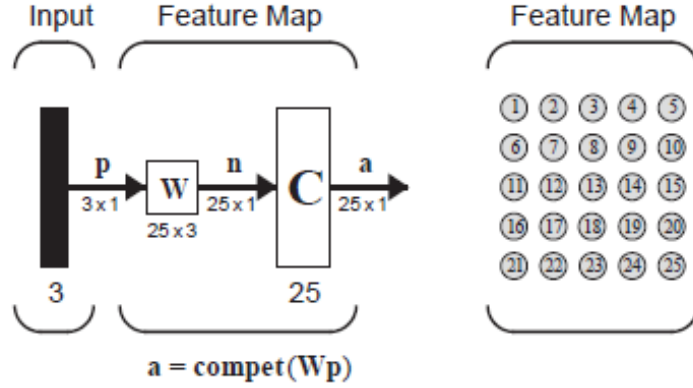 Input Feature Map Feature Map
1 2 3 4 5
6 7 8 9 10
p n a
11 12 13 14 15
W C
3 x 1 25 x 1 25 x 1
25 x 3
16 17 18 19 20
21 22 23 24 25
3 25
a = compet(Wp)